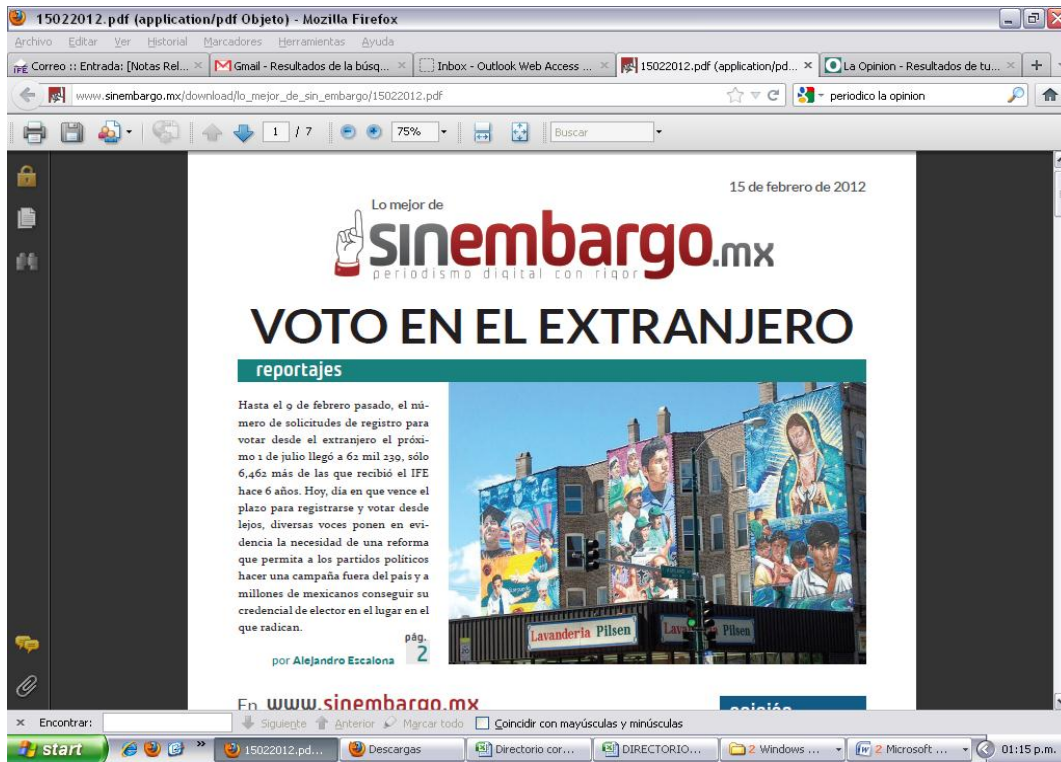 15022012.pdf (application/pdf Objeto) - Mozilla Firefox
Archivo Editar Ver Historial Marcadores Herramientas Ayuda
Correo :: Entrada: [Notas Rel... Gmail - Resultados de la búsq... Inbox - Outlook Web Access ... 15022012.pdf (application/pd... La Opinion - Resultados de tu...
www.sinembargo.mx/download/lo_mejor_de_sin_embargo/15022012.pdf periodico la opinion
1 / 7 75% Buscar
15 de febrero de 2012
Lo mejor de
sinembargo.mx
periodismo digital con rigor
VOTO EN EL EXTRANJERO
reportajes
Hasta el 9 de febrero pasado, el nú-
mero de solicitudes de registro para
votar desde el extranjero el próxi-
mo 1 de julio llegó a 62 mil 239, sólo
6,462 más de las que recibió el IFE
hace 6 años. Hoy, día en que vence el
plazo para registrarse y votar desde
lejos, diversas voces ponen en evi-
dencia la necesidad de una reforma
que permita a los partidos políticos
hacer una campaña fuera del país y a
millones de mexicanos conseguir su
credencial de elector en el lugar en el
que radican.
pág.
por Alejandro Escalona 2
Lavanderia Pilsen
Pilsen
En www.sinembargo.mx
opinión
Encontrar: Siguiente Anterior Marcar todo Coincidir con mayúsculas y minúsculas
start 15022012.pd... Descargas Directorio cor... DIRECTORIO... 2 Windows ... 2 Microsoft ... 01:15 p.m.